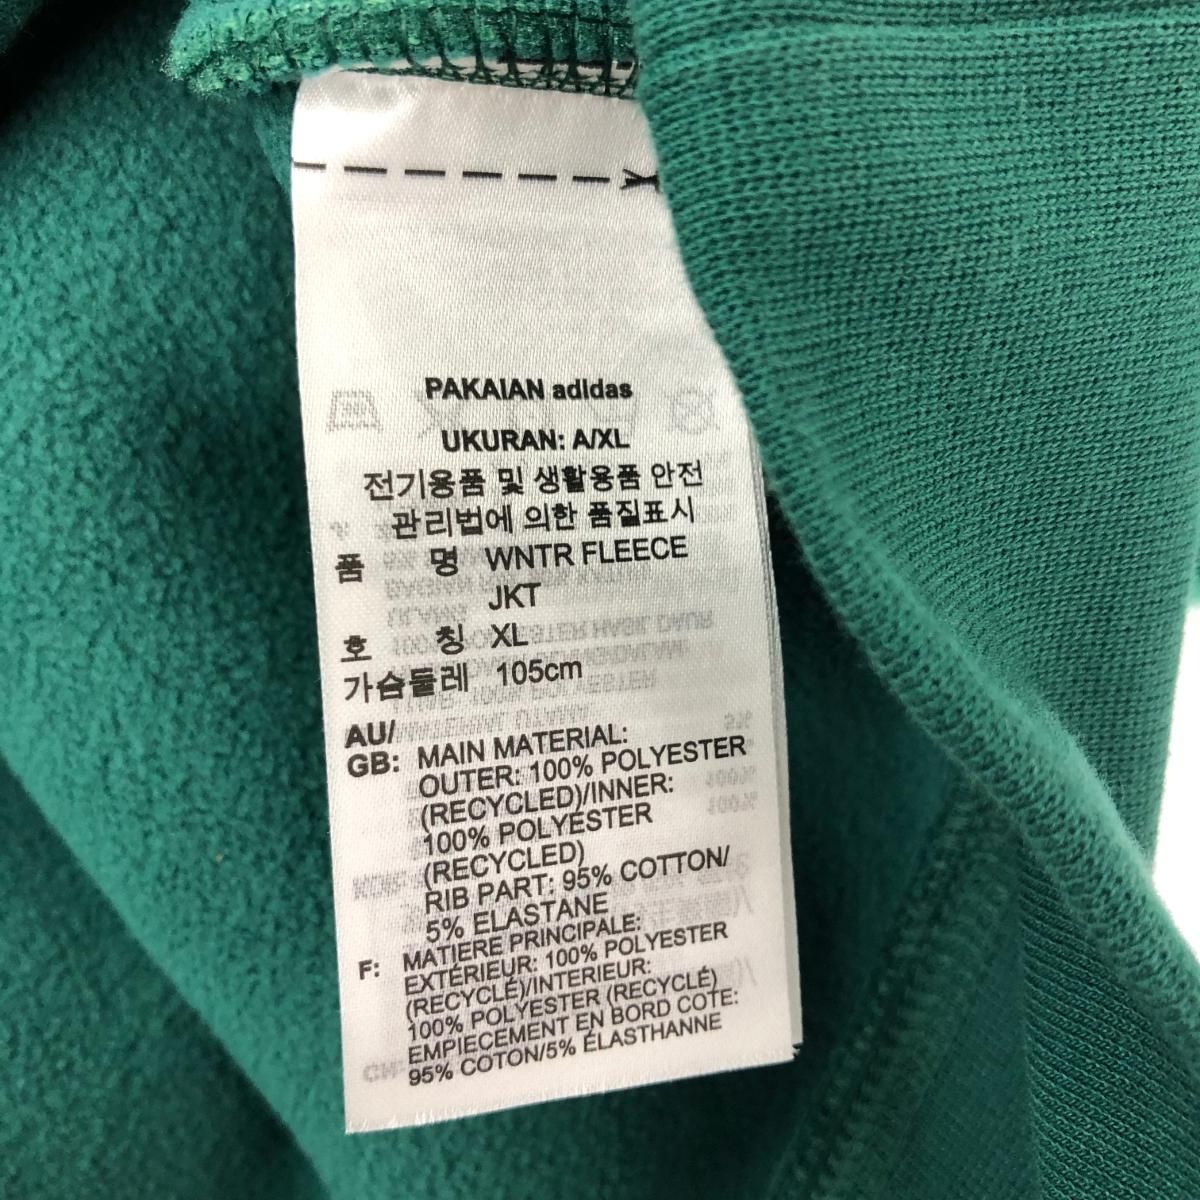 PAKAIAN adidas
UKURAN: A/XL
전기용품 및 생활용품 안전
관리법에 의한 품질표시
품 명 WNTR FLEECE
JKT
호 칭 XL
가슴둘레 105cm
AU/
GB: MAIN MATERIAL:
OUTER: 100% POLYESTER
(RECYCLED)/INNER:
100% POLYESTER
(RECYCLED)
RIB PART: 95% COTTON/
5% ELASTANE
F: MATIERE PRINCIPALE:
EXTÉRIEUR: 100% POLYESTER
(RECYCLÉ)/INTERIEUR:
100% POLYESTER (RECYCLÉ)
EMPIECEMENT EN BORD COTE:
95% COTON/5% ÉLASTHANNE